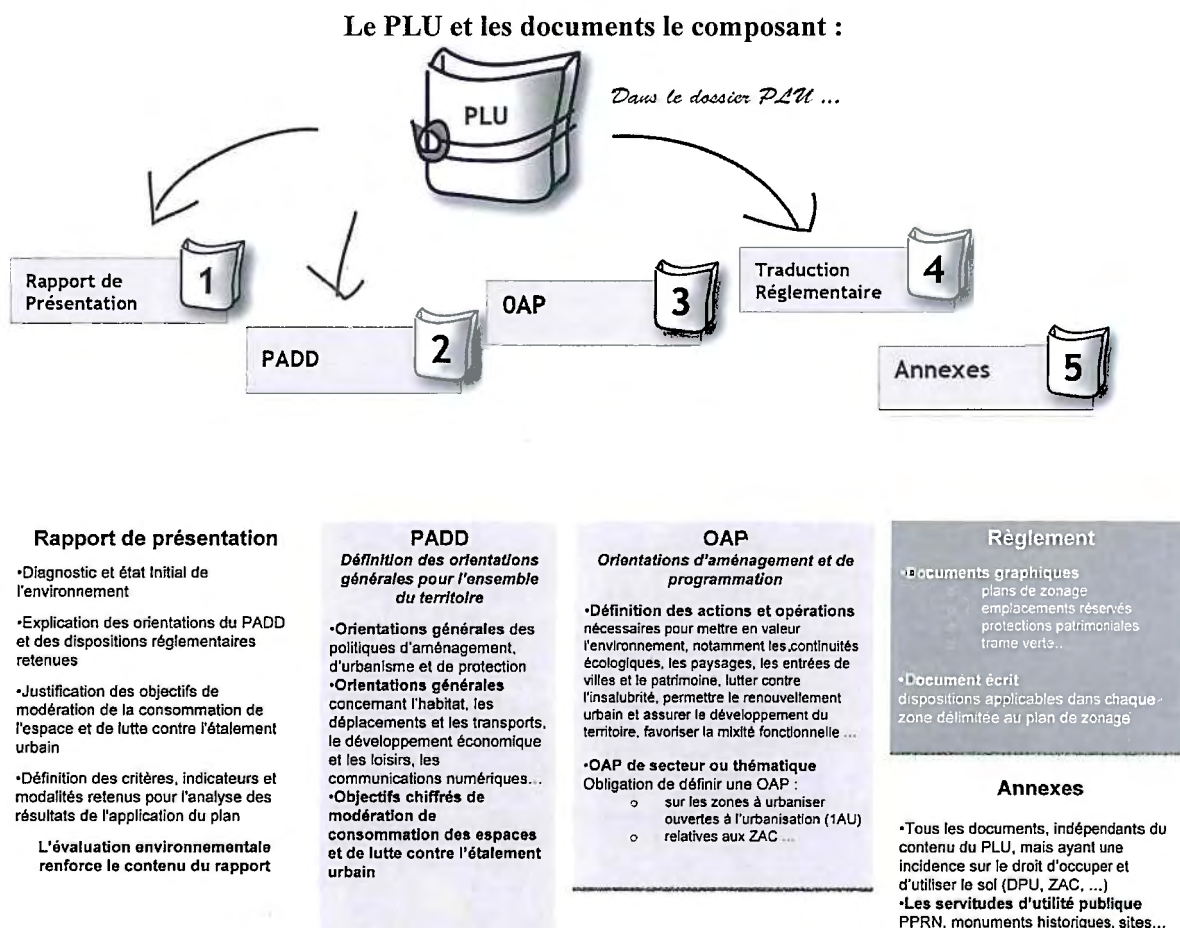 Le PLU et les documents le composant :
PLU
Dans le dossier PLU ...
Rapport de
Présentation
1
PADD
2
OAP
3
Traduction
Réglementaire
4
Annexes
5
Rapport de présentation
•Diagnostic et état Initial de
l'environnement
•Explication des orientations du PADD
et des dispositions réglementaires
retenues
•Justification des objectifs de
modération de la consommation de
l'espace et de lutte contre l'étalement
urbain
•Définition des critères, indicateurs et
modalités retenus pour l'analyse des
résultats de l'application du plan
L'évaluation environnementale
renforce le contenu du rapport
PADD
Définition des orientations
générales pour l'ensemble
du territoire
•Orientations générales des
politiques d'aménagement,
d'urbanisme et de protection
•Orientations générales
concernant l'habitat, les
déplacements et les transports,
le développement économique
et les loisirs, les
communications numériques...
•Objectifs chiffrés de
modération de
consommation des espaces
et de lutte contre l'étalement
urbain
OAP
Orientations d'aménagement et de
programmation
•Définition des actions et opérations
nécessaires pour mettre en valeur
l'environnement, notamment les continuités
écologiques, les paysages, les entrées de
villes et le patrimoine, lutter contre
l'insalubrité, permettre le renouvellement
urbain et assurer le développement du
territoire, favoriser la mixité fonctionnelle ...
•OAP de secteur ou thématique
Obligation de définir une OAP :
o sur les zones à urbaniser
ouvertes à l'urbanisation (1AU)
o relatives aux ZAC ...
Règlement
•Documents graphiques
plans de zonage
emplacements réservés
protections patrimoniales
trame verte..
•Document écrit
dispositions applicables dans chaque
zone délimitée au plan de zonage
Annexes
•Tous les documents, indépendants du
contenu du PLU, mais ayant une
incidence sur le droit d'occuper et
d'utiliser le sol (DPU, ZAC, ...)
•Les servitudes d'utilité publique
PPRN, monuments historiques, sites...